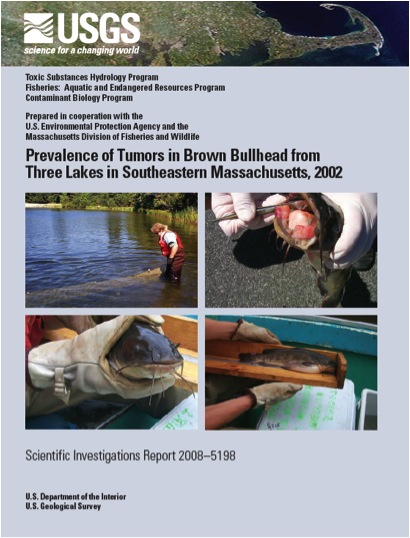 USGS
science for a changing world
Toxic Substances Hydrology Program
Fisheries: Aquatic and Endangered Resources Program
Contaminant Biology Program
Prepared in cooperation with the
U.S. Environmental Protection Agency and the
Massachusetts Division of Fisheries and Wildlife
Prevalence of Tumors in Brown Bullhead from
Three Lakes in Southeastern Massachusetts, 2002
Scientific Investigations Report 2008–5198
U.S. Department of the Interior
U.S. Geological Survey